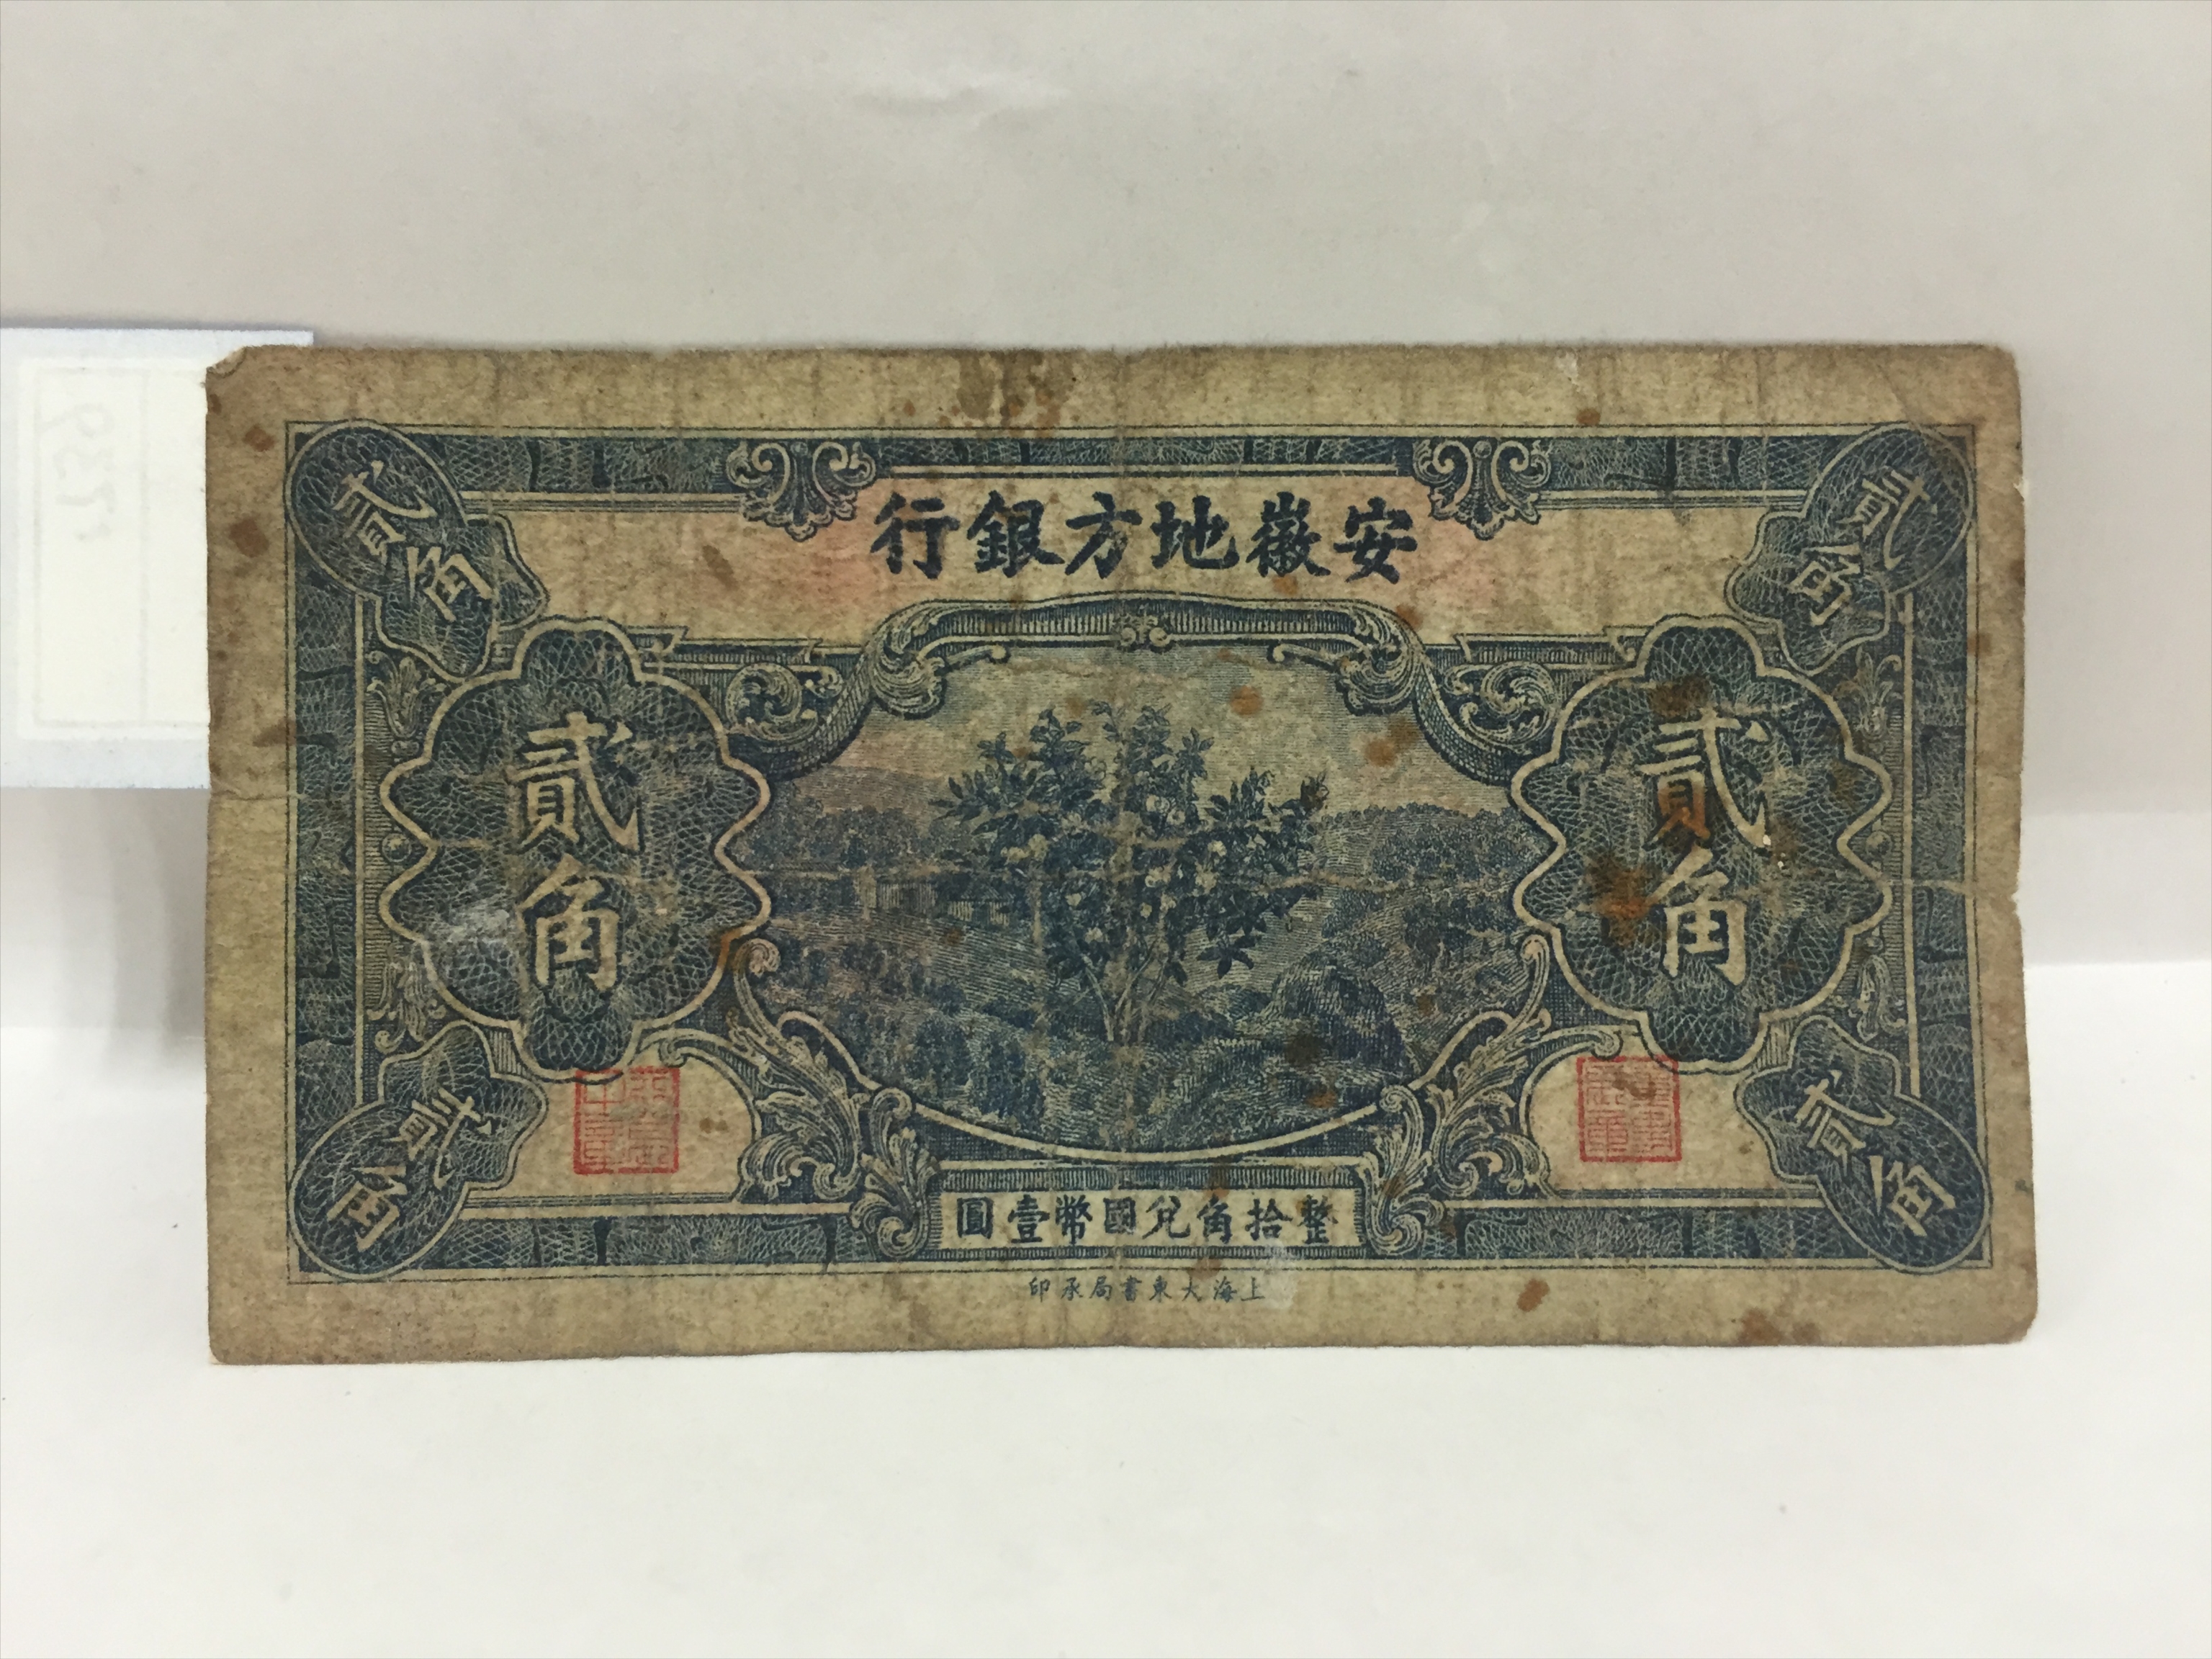 安徽地方銀行
貳角
貳角
貳角
貳角
貳角
貳角
整拾角兌國幣壹圓
上海大東書局承印